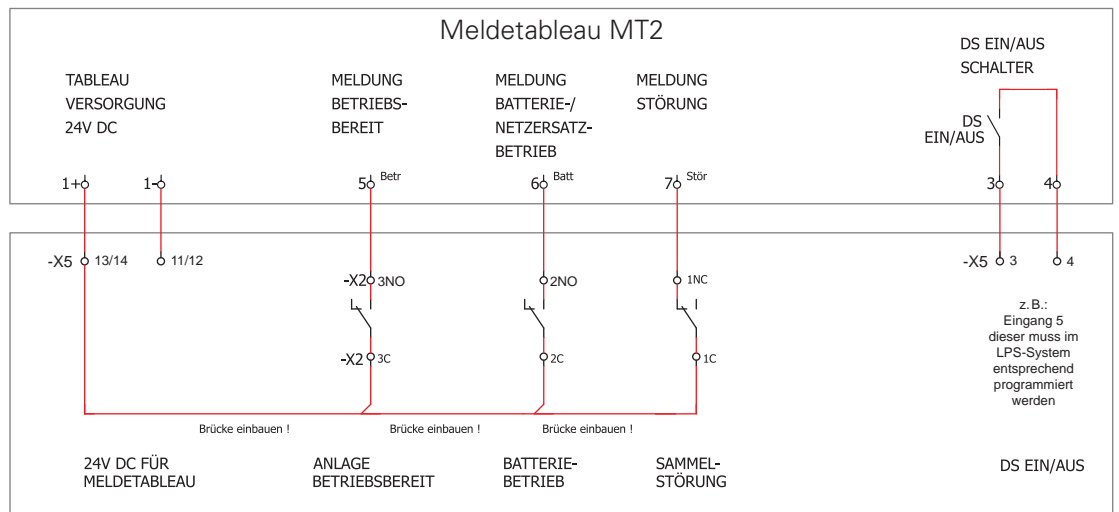 Meldetableau MT2
TABLEAU
VERSORGUNG
24V DC
MELDUNG
BETRIEBS-
BEREIT
MELDUNG
BATTERIE-/
NETZERSATZ-
BETRIEB
MELDUNG
STÖRUNG
DS EIN/AUS
SCHALTER
DS
EIN/AUS
1+
1-
5 Betr
6 Batt
7 Stör
3
4
-X5 13/14
11/12
-X2 3NO
2NO
1NC
-X5 3
4
-X2 3C
2C
1C
z.B.:
Eingang 5
dieser muss im
LPS-System
entsprechend
programmiert
werden
Brücke einbauen !
Brücke einbauen !
Brücke einbauen !
24V DC FÜR
MELDETABLEAU
ANLAGE
BETRIEBSBEREIT
BATTERIE-
BETRIEB
SAMMEL-
STÖRUNG
DS EIN/AUS